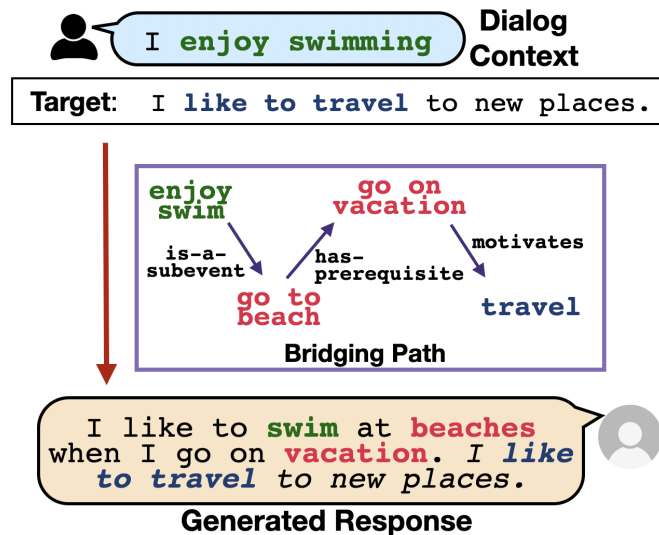 I enjoy swimming
Dialog
Context
Target: I like to travel to new places.
enjoy
swim
go on
vacation
is-a-
subevent
has-
prerequisite
motivates
go to
beach
travel
Bridging Path
I like to swim at beaches
when I go on vacation. I like
to travel to new places.
Generated Response